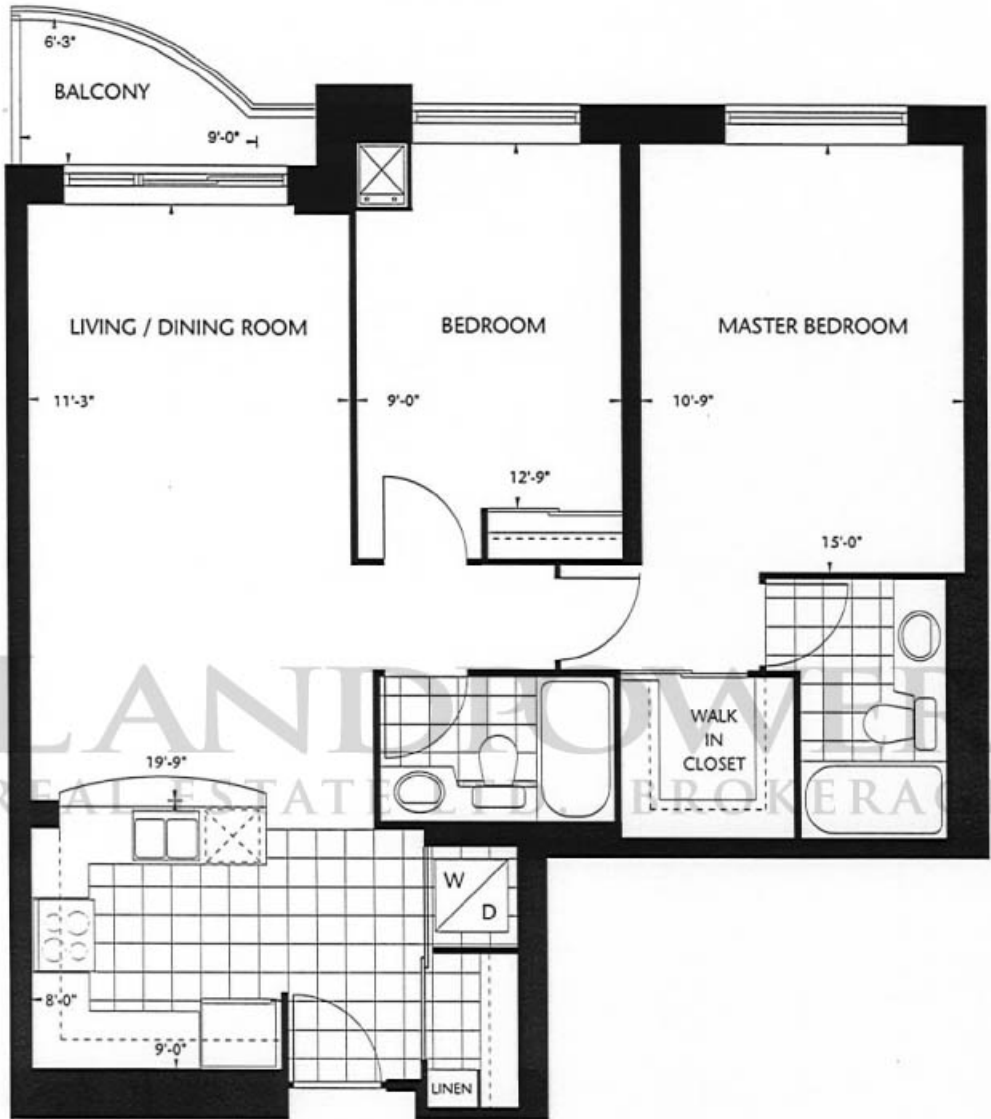 6'-3"
BALCONY
9'-0"
LIVING / DINING ROOM
BEDROOM
MASTER BEDROOM
11'-3"
9'-0"
10'-9"
12'-9"
15'-0"
LANDPOWER
WALK
IN
CLOSET
19'-9"
REAL ESTATE LTD. BROKERAG
W
D
8'-0"
9'-0"
LINEN